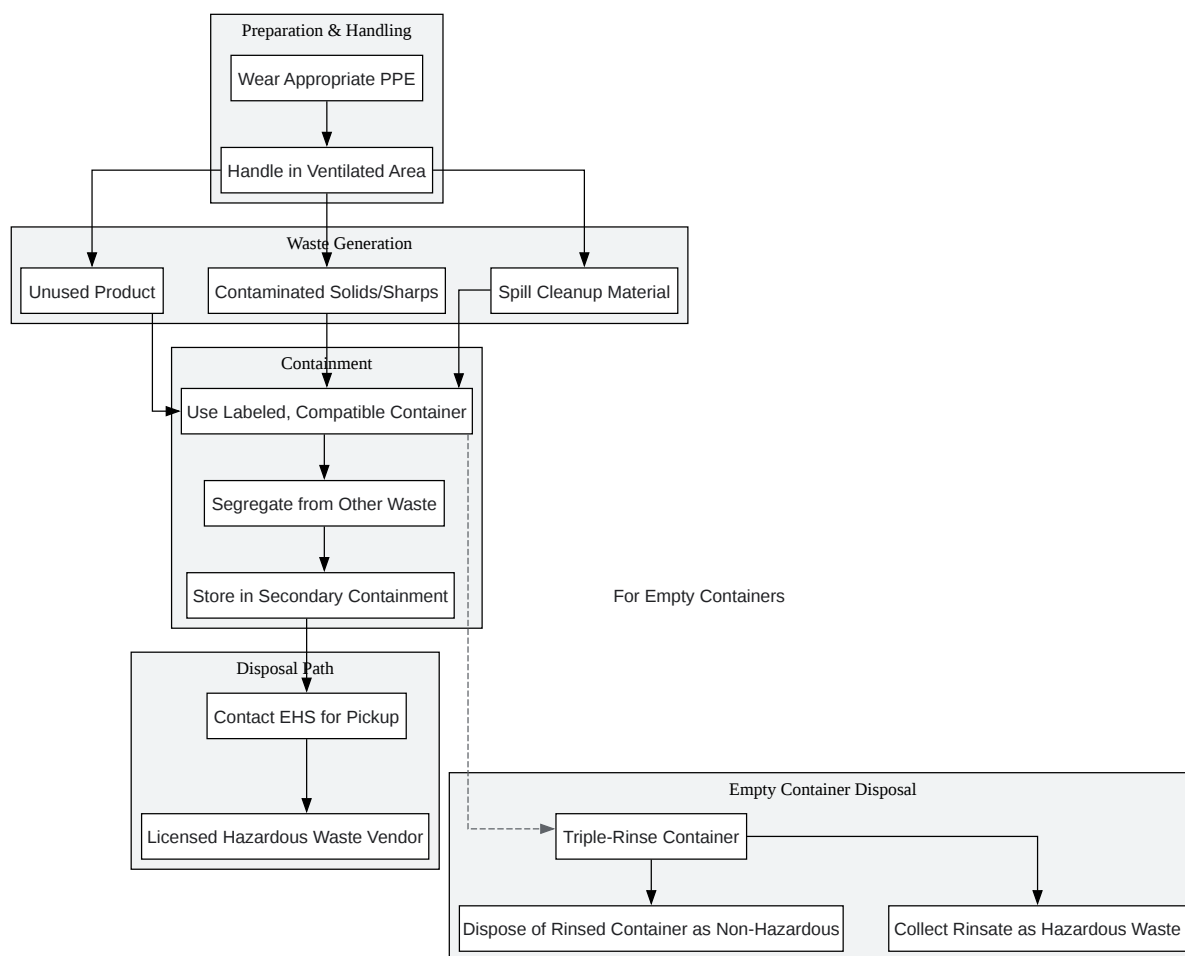 Preparation & Handling
Wear Appropriate PPE
Handle in Ventilated Area
Waste Generation
Unused Product
Contaminated Solids/Sharps
Spill Cleanup Material
Containment
Use Labeled, Compatible Container
Segregate from Other Waste
Store in Secondary Containment
For Empty Containers
Disposal Path
Contact EHS for Pickup
Licensed Hazardous Waste Vendor
Empty Container Disposal
Triple-Rinse Container
Dispose of Rinsed Container as Non-Hazardous
Collect Rinsate as Hazardous Waste